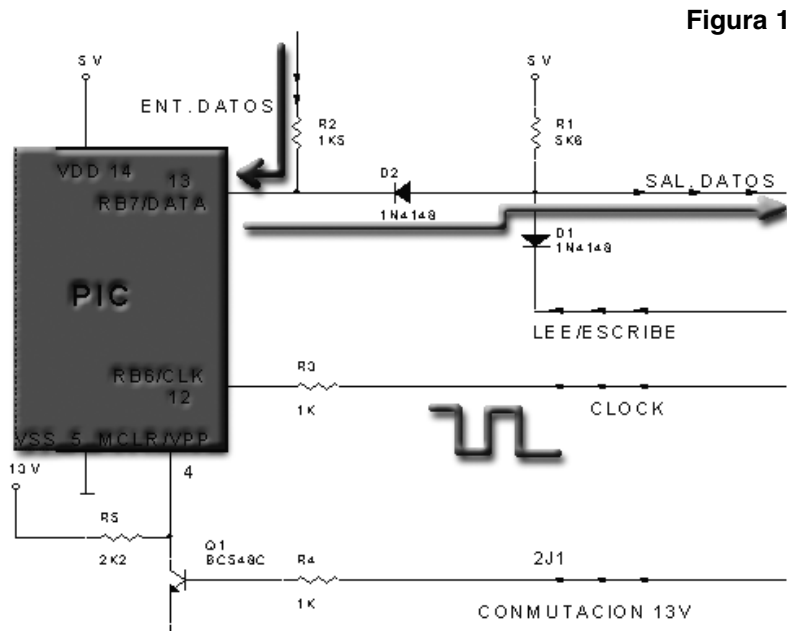 Figura 1
5 V
5 V
ENT.DATOS
R2
1K5
R1
5K6
VDD 14
13
RB7/DATA
D2
1N4148
SAL.DATOS
D1
1N4148
PIC
LEE/ESCRIBE
RB6/CLK
12
R3
1K
CLOCK
VSS 5 MCLR/VPP
13 V
4
R5
2K2
Q1
BC548C
R4
1K
2J1
CONMUTACION 13V